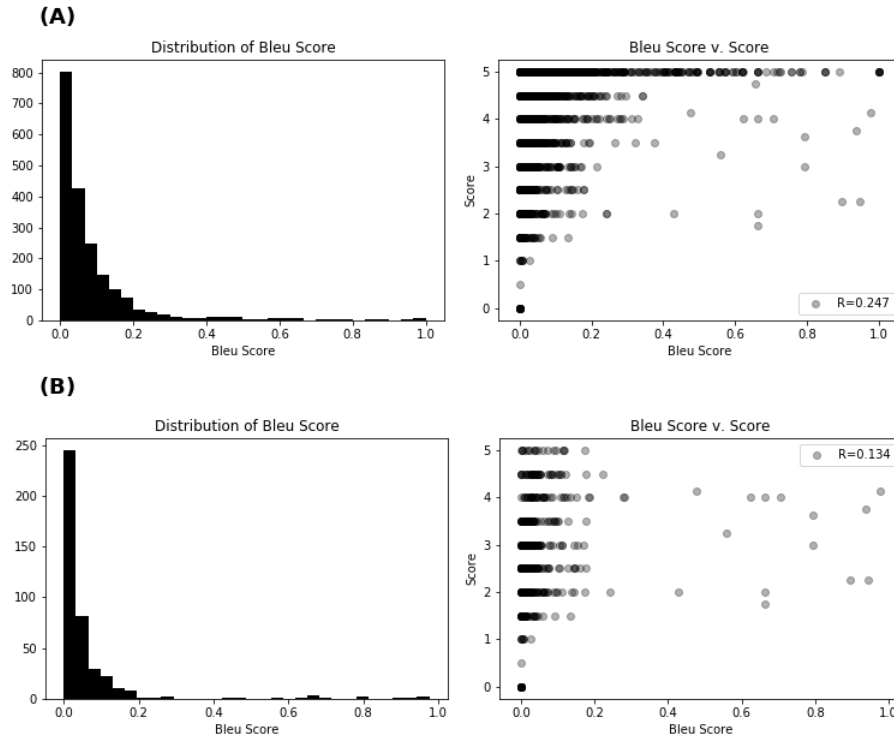 (A)
Distribution of Bleu Score
800
700
600
500
400
300
200
100
0
0.0 0.2 0.4 0.6 0.8 1.0
Bleu Score
Bleu Score v. Score
5
4
3
2
1
0
Score
R=0.247
0.0 0.2 0.4 0.6 0.8 1.0
Bleu Score
(B)
Distribution of Bleu Score
250
200
150
100
50
0
0.0 0.2 0.4 0.6 0.8 1.0
Bleu Score
Bleu Score v. Score
R=0.134
5
4
3
2
1
0
Score
0.0 0.2 0.4 0.6 0.8 1.0
Bleu Score